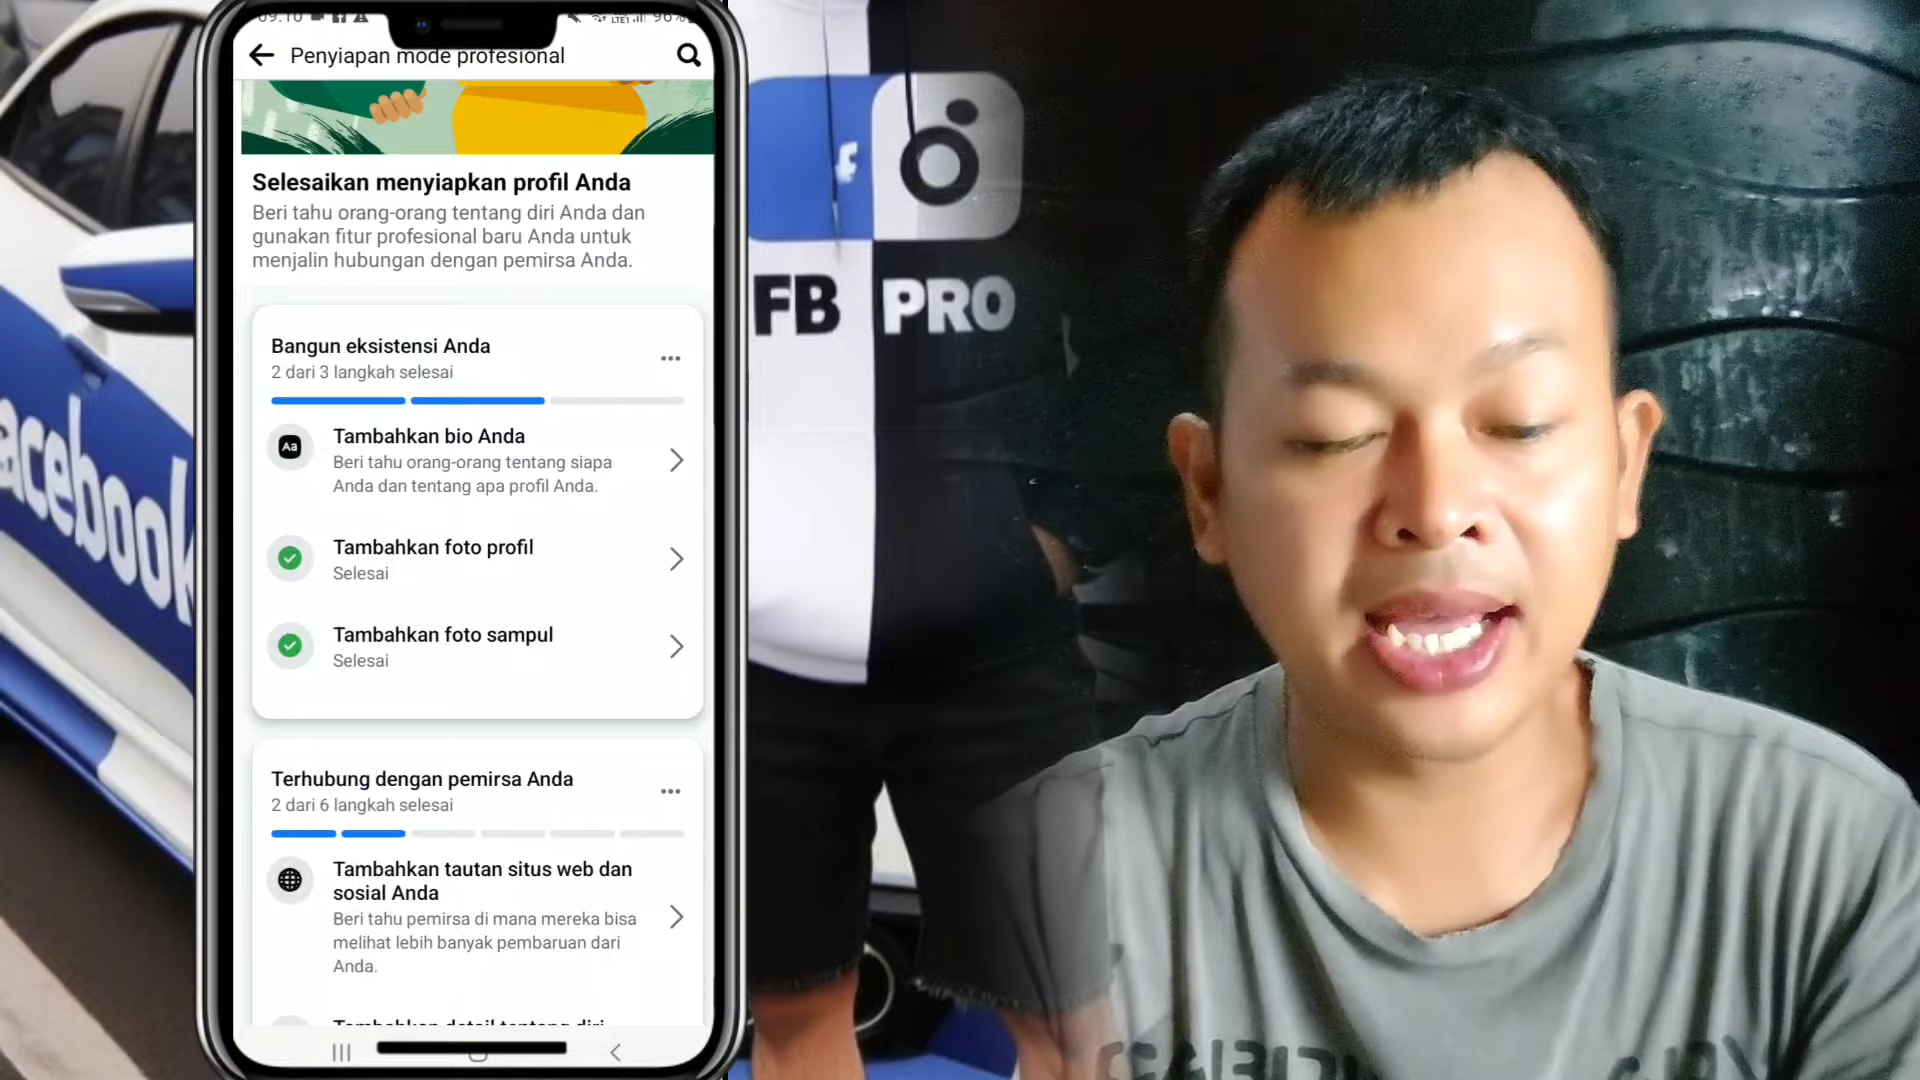 Penyiapan mode profesional
Selesaikan menyiapkan profil Anda
Beri tahu orang-orang tentang diri Anda dan
gunakan fitur profesional baru Anda untuk
menjalin hubungan dengan pemirsa Anda.
Bangun eksistensi Anda
2 dari 3 langkah selesai
Aa
Tambahkan bio Anda
Beri tahu orang-orang tentang siapa
Anda dan tentang apa profil Anda.
Tambahkan foto profil
Selesai
Tambahkan foto sampul
Selesai
Terhubung dengan pemirsa Anda
2 dari 6 langkah selesai
Tambahkan tautan situs web dan
sosial Anda
Beri tahu pemirsa di mana mereka bisa
melihat lebih banyak pembaruan dari
Anda.
acebook
f
FB PRO